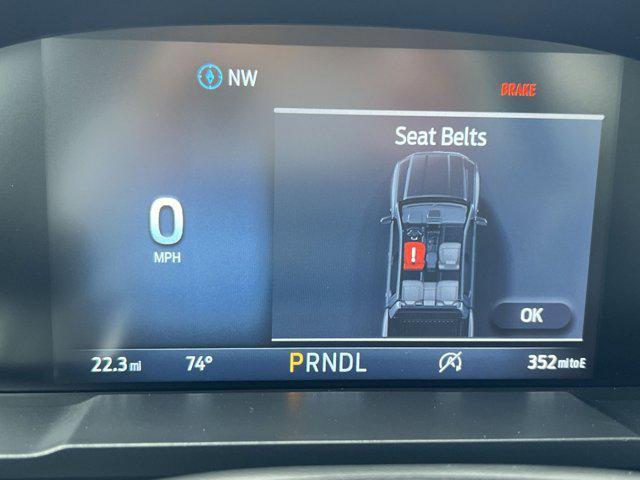 NW
BRAKE
Seat Belts
0
MPH
!
OK
22.3 mi 74° PRNDL A 352 mi to E